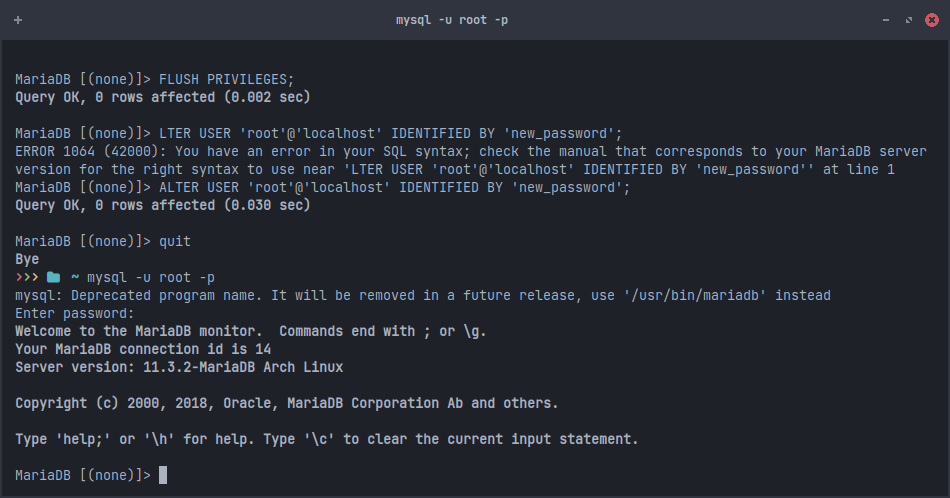 mysql -u root -p
MariaDB [(none)]> FLUSH PRIVILEGES;
Query OK, 0 rows affected (0.002 sec)
MariaDB [(none)]> LTER USER 'root'@'localhost' IDENTIFIED BY 'new_password';
ERROR 1064 (42000): You have an error in your SQL syntax; check the manual that corresponds to your MariaDB server
version for the right syntax to use near 'LTER USER 'root'@'localhost' IDENTIFIED BY 'new_password'' at line 1
MariaDB [(none)]> ALTER USER 'root'@'localhost' IDENTIFIED BY 'new_password';
Query OK, 0 rows affected (0.030 sec)
MariaDB [(none)]> quit
Bye
>>> ~ mysql -u root -p
mysql: Deprecated program name. It will be removed in a future release, use '/usr/bin/mariadb' instead
Enter password:
Welcome to the MariaDB monitor.  Commands end with ; or \g.
Your MariaDB connection id is 14
Server version: 11.3.2-MariaDB Arch Linux
Copyright (c) 2000, 2018, Oracle, MariaDB Corporation Ab and others.
Type 'help;' or '\h' for help. Type '\c' to clear the current input statement.
MariaDB [(none)]>